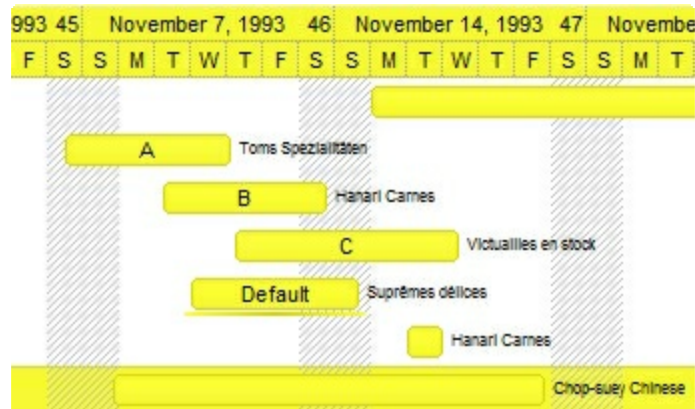 993 45 November 7, 1993 46 November 14, 1993 47 Novembe
F S S M T W T F S S M T W T F S S M T
A Toms Spezialitäten
B Hanari Carnes
C Victuailles en stock
Default Suprêmes délices
Hanari Carnes
Chop-suey Chinese